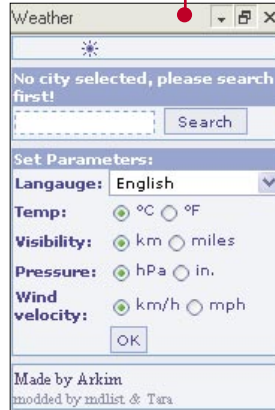 Weather
No city selected, please search
first!
Search
Set Parameters:
Langauge: English
Temp: °C °F
Visibility: km miles
Pressure: hPa in.
Wind
velocity: km/h mph
OK
Made by Arkim
modded by mdlist & Tara